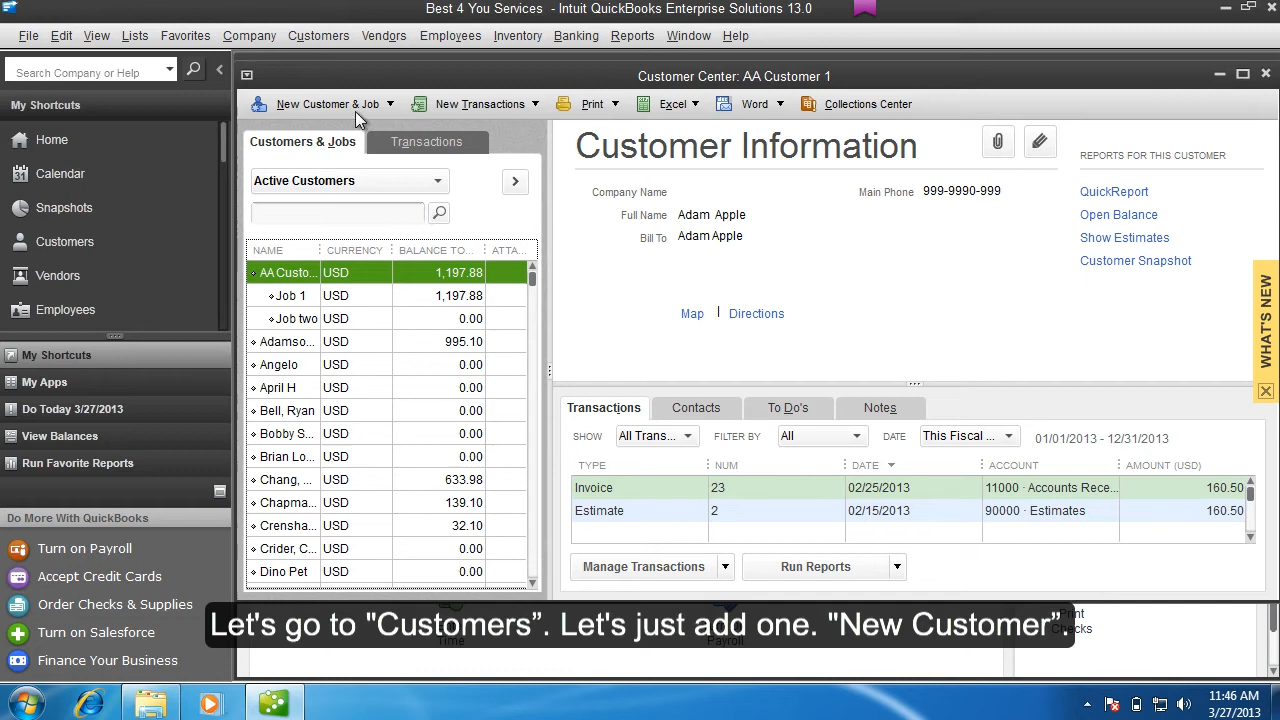 Best 4 You Services - Intuit QuickBooks Enterprise Solutions 13.0
File Edit View Lists Favorites Company Customers Vendors Employees Inventory Banking Reports Window Help
Search Company or Help
My Shortcuts
Home
Calendar
Snapshots
Customers
Vendors
Employees
My Shortcuts
My Apps
Do Today 3/27/2013
View Balances
Run Favorite Reports
Do More With QuickBooks
Turn on Payroll
Accept Credit Cards
Order Checks & Supplies
Turn on Salesforce
Finance Your Business
Customer Center: AA Customer 1
New Customer & Job New Transactions Print Excel Word Collections Center
Customers & Jobs Transactions
Active Customers
NAME CURRENCY BALANCE TO... ATTA...
AA Custo... USD 1,197.88
Job 1 USD 1,197.88
Job two USD 0.00
Adamso... USD 995.10
Angelo USD 0.00
April H USD 0.00
Bell, Ryan USD 0.00
Bobby S... USD 0.00
Brian Lo... USD 0.00
Chang, ... USD 633.98
Chapma... USD 139.10
Crensha... USD 32.10
Crider, C... USD 0.00
Dino Pet USD 0.00
Customer Information
Company Name
Full Name Adam Apple
Bill To Adam Apple
Main Phone 999-9990-999
Map Directions
REPORTS FOR THIS CUSTOMER
QuickReport
Open Balance
Show Estimates
Customer Snapshot
WHAT'S NEW
Transactions Contacts To Do's Notes
SHOW All Trans... FILTER BY All DATE This Fiscal ... 01/01/2013 - 12/31/2013
TYPE NUM DATE ACCOUNT AMOUNT (USD)
Invoice 23 02/25/2013 11000 · Accounts Rece... 160.50
Estimate 2 02/15/2013 90000 · Estimates 160.50
Manage Transactions Run Reports
Let's go to "Customers”. Let's just add one. "New Customer”.
Time Payroll
Print
Checks
11:46 AM
3/27/2013